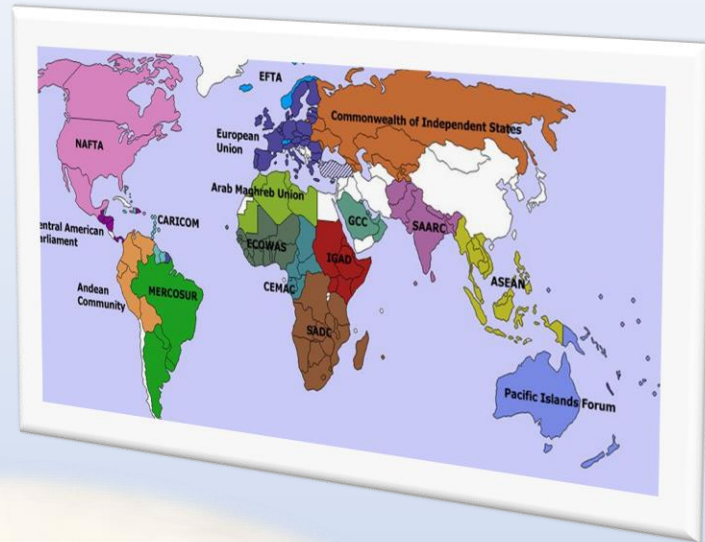 EFTA
Commonwealth of Independent States
European
Union
NAFTA
Arab Maghreb Union
GCC
SAARC
CARICOM
entral American
arliament
ECOWAS
IGAD
CEMAC
ASEAN
Andean
Community
MERCOSUR
SADC
Pacific Islands Forum